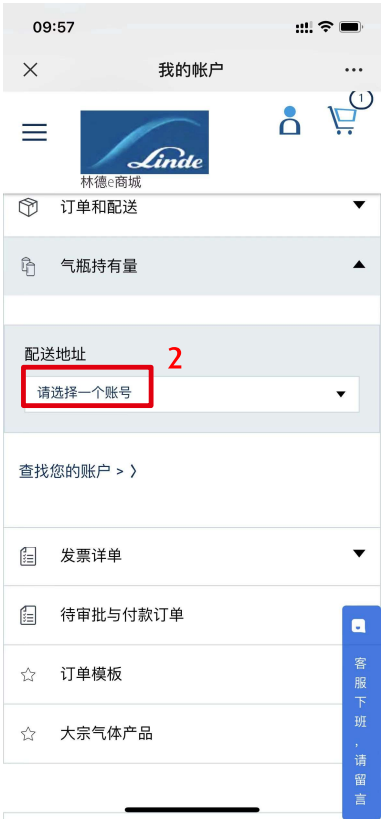 09:57
我的帐户
1
Linde
林德e商城
订单和配送
气瓶持有量
配送地址
2
请选择一个账号
查找您的账户 > 〉
发票详单
待审批与付款订单
订单模板
大宗气体产品
客服下班，请留言